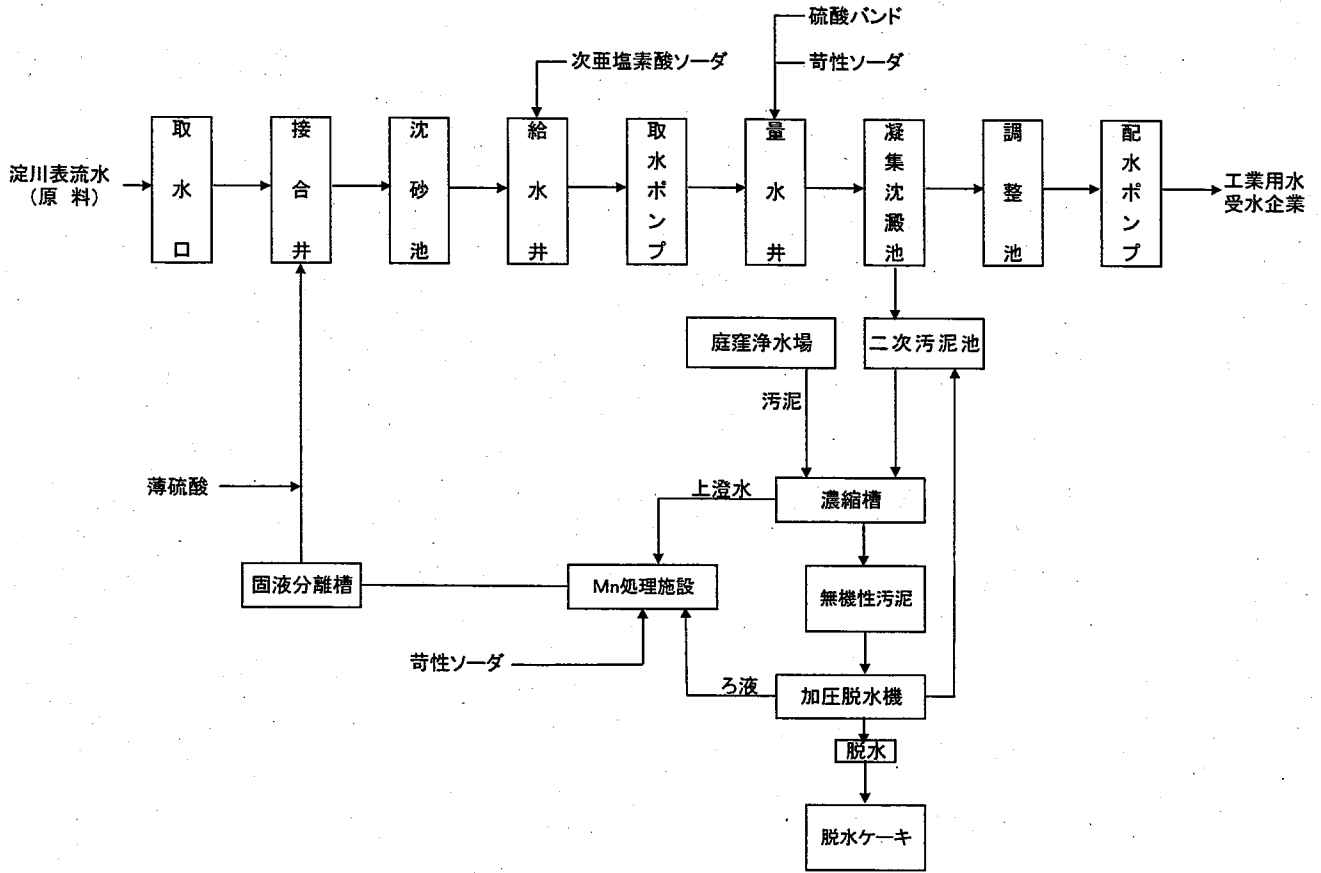 硫酸バンド
次亜塩素酸ソーダ
苛性ソーダ
淀川表流水
（原 料）
取水口
接合井
沈砂池
給水井
取水ポンプ
量水井
凝集沈澱池
調整池
配水ポンプ
工業用水
受水企業
庭窪浄水場
二次汚泥池
汚泥
薄硫酸
上澄水
濃縮槽
固液分離槽
Mn処理施設
無機性汚泥
苛性ソーダ
ろ液
加圧脱水機
脱水
脱水ケーキ